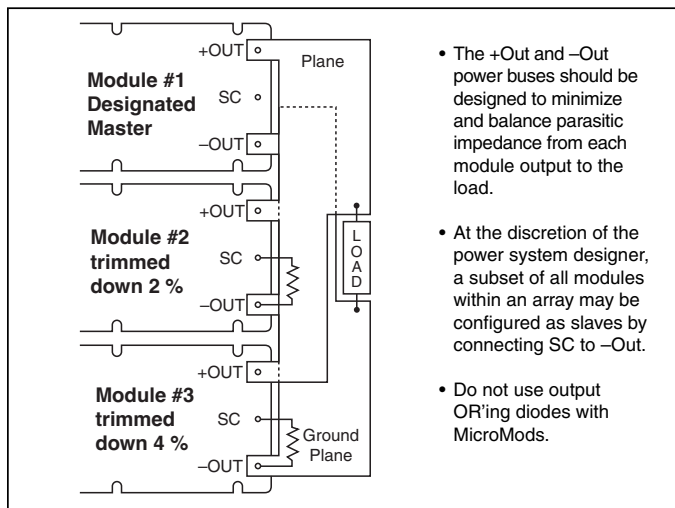 +OUT
Plane
Module #1
Designated
Master
SC
–OUT
+OUT
Module #2
trimmed
down 2 %
SC
–OUT
LOAD
+OUT
Module #3
trimmed
down 4 %
SC
Ground
Plane
–OUT
• The +Out and –Out
power buses should be
designed to minimize
and balance parasitic
impedance from each
module output to the
load.
• At the discretion of the
power system designer,
a subset of all modules
within an array may be
configured as slaves by
connecting SC to –Out.
• Do not use output
OR'ing diodes with
MicroMods.